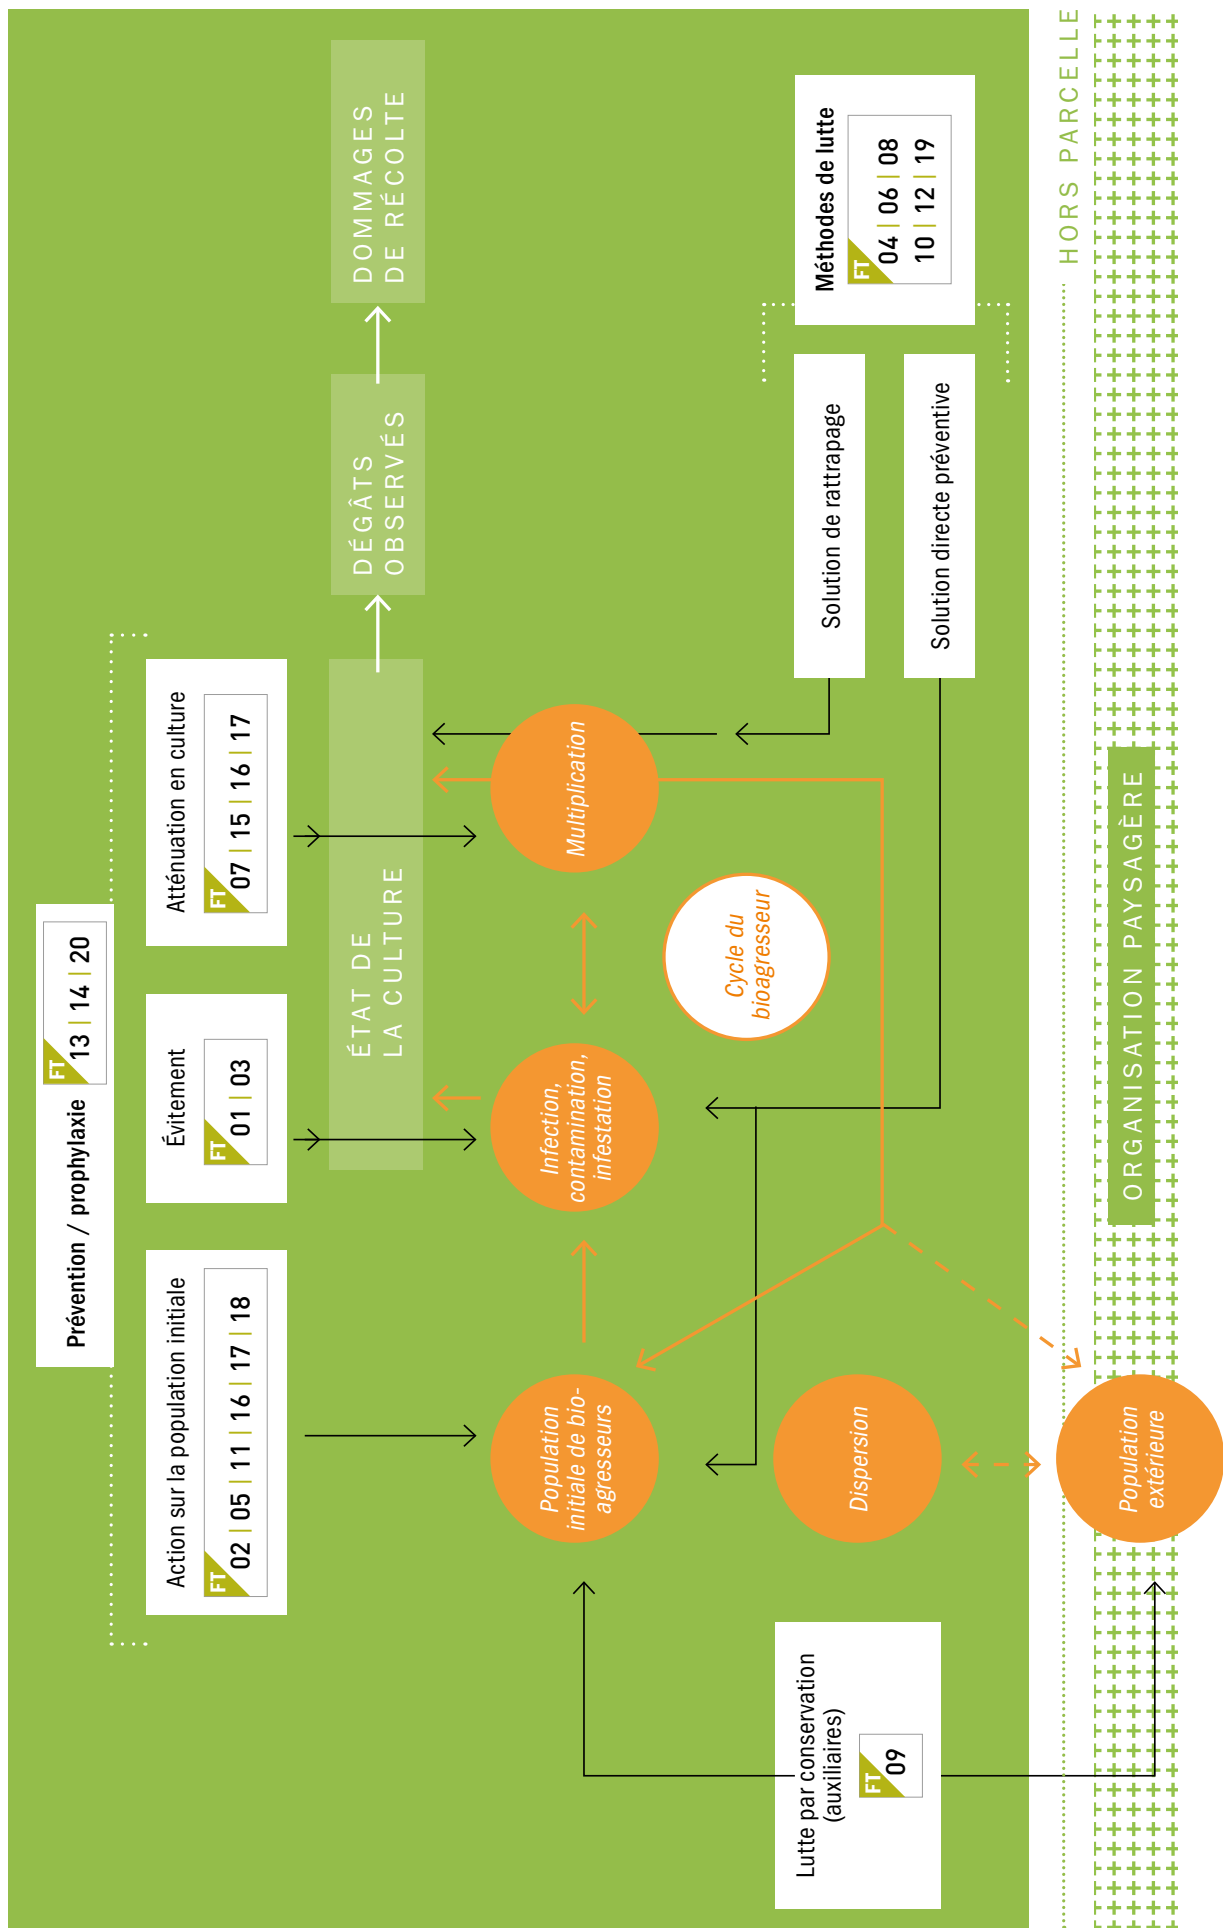 Prévention / prophylaxie
FT
13 | 14 | 20
Action sur la population initiale
FT
02 | 05 | 11 | 16 | 17 | 18
Évitement
FT
01 | 03
Atténuation en culture
FT
07 | 15 | 16 | 17
ÉTAT DE
LA CULTURE
DÉGÂTS
OBSERVÉS
DOMMAGES
DE RÉCOLTE
Population
initiale de bio-
agresseurs
Infection,
contamination,
infestation
Multiplication
Cycle du
bioagresseur
Dispersion
Population
extérieure
Lutte par conservation
(auxiliaires)
FT
09
Solution de rattrapage
Solution directe préventive
Méthodes de lutte
FT
04 | 06 | 08
10 | 12 | 19
HORS PARCELLE
ORGANISATION PAYSAGÈRE